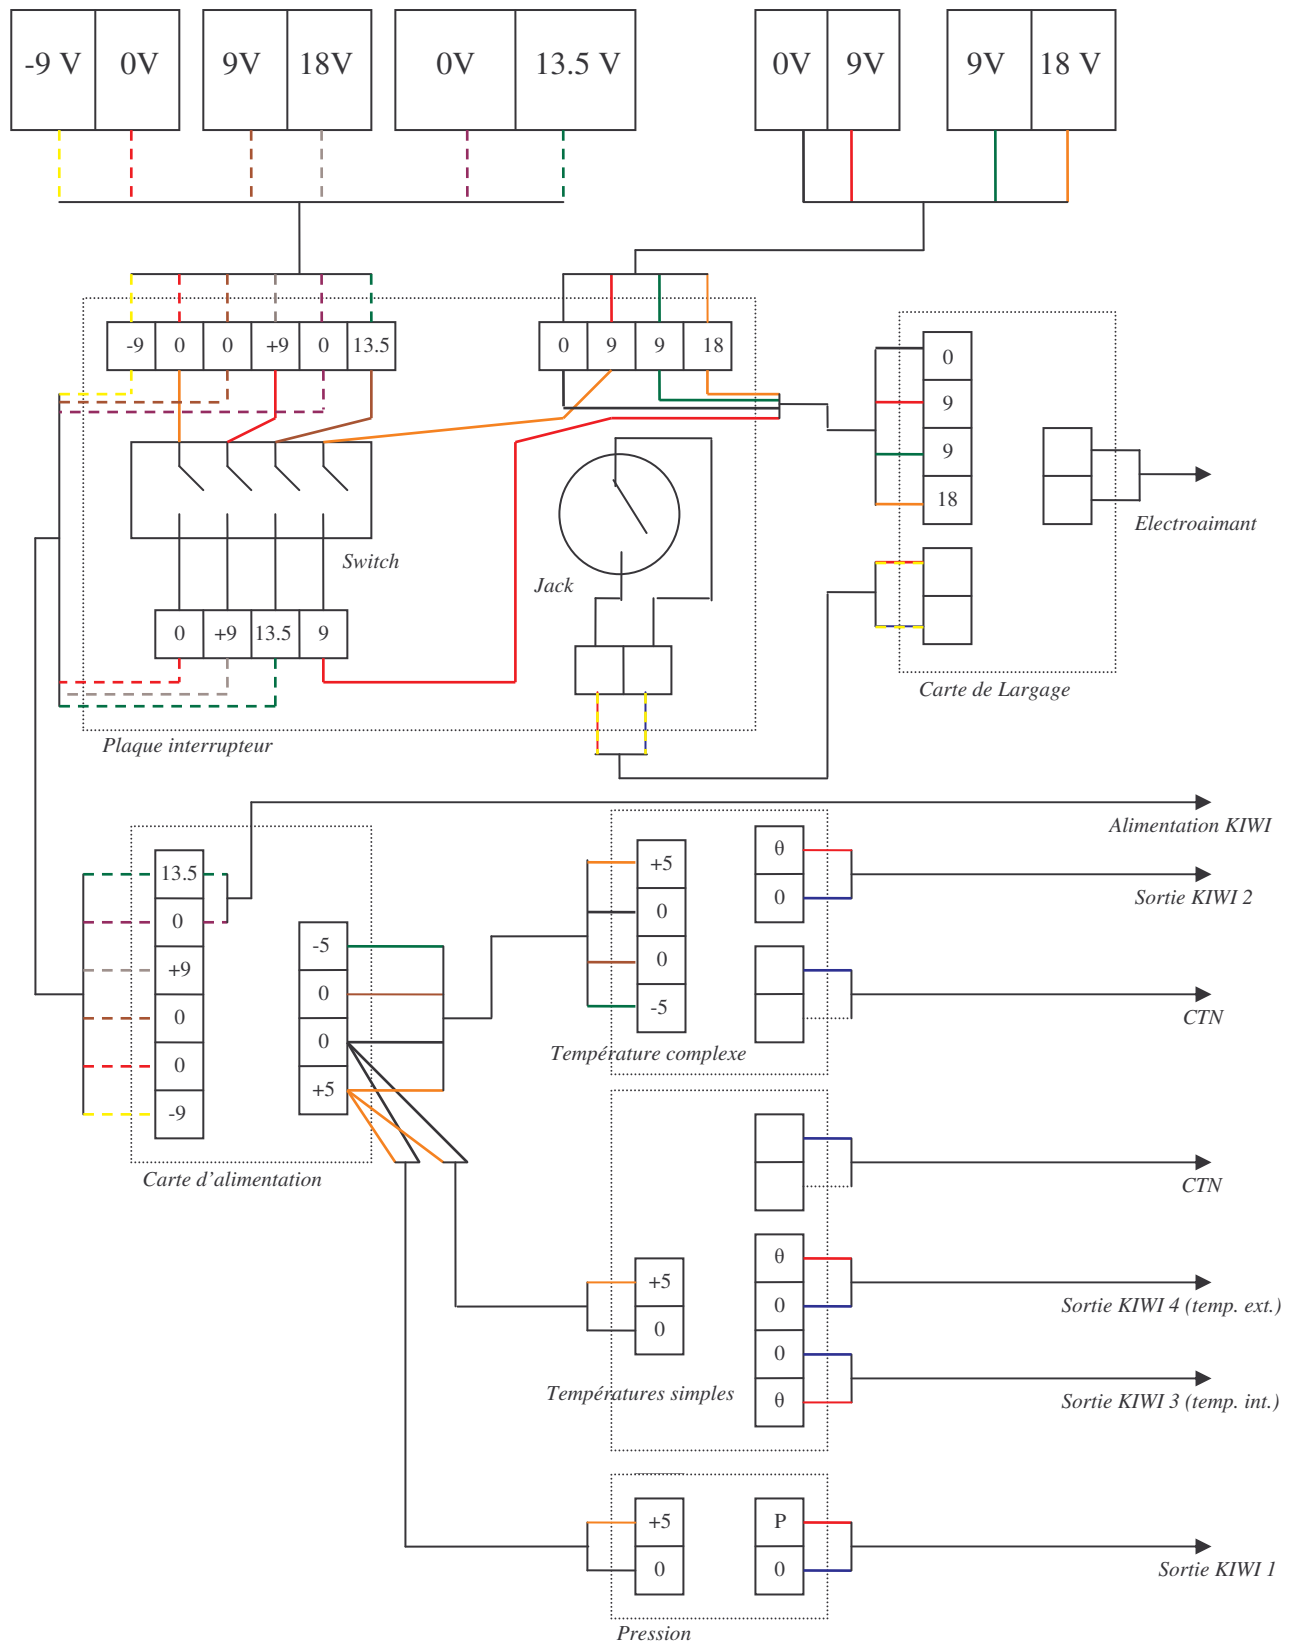 -9 V 0V 9V 18V 0V 13.5 V 0V 9V 9V 18 V
-9 0 0 +9 0 13.5
0 9 9 18
0
9
9
18
Electroaimant
Switch
Jack
0 +9 13.5 9
Carte de Largage
Plaque interrupteur
Alimentation KIWI
13.5
0
+9
0
0
-9
-5
0
0
+5
Carte d'alimentation
+5
0
0
-5
Température complexe
θ
0
Sortie KIWI 2
CTN
CTN
+5
0
Températures simples
θ
0
0
θ
Sortie KIWI 4 (temp. ext.)
Sortie KIWI 3 (temp. int.)
+5
0
P
0
Sortie KIWI 1
Pression